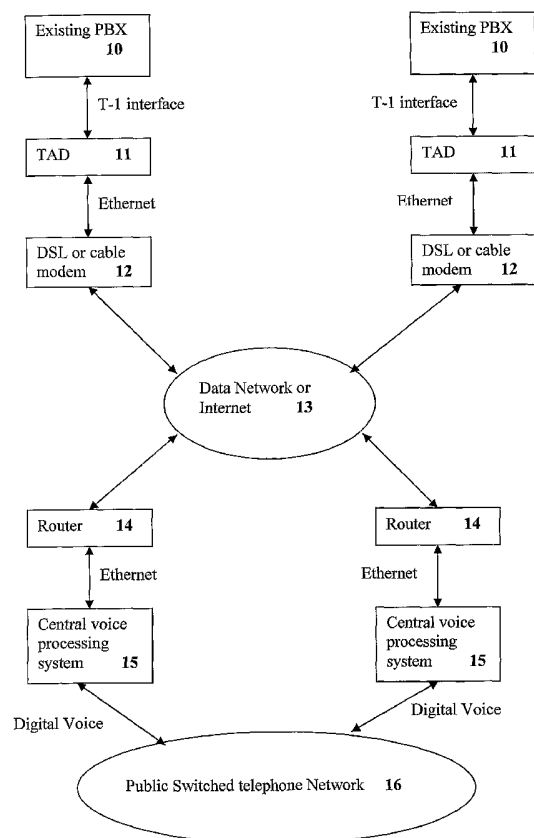 Existing PBX
10
Existing PBX
10
T-1 interface
T-1 interface
TAD 11
TAD 11
Ethernet
Ethernet
DSL or cable
modem 12
DSL or cable
modem 12
Data Network or
Internet 13
Router 14
Router 14
Ethernet
Ethernet
Central voice
processing
system 15
Central voice
processing
system 15
Digital Voice
Digital Voice
Public Switched telephone Network 16